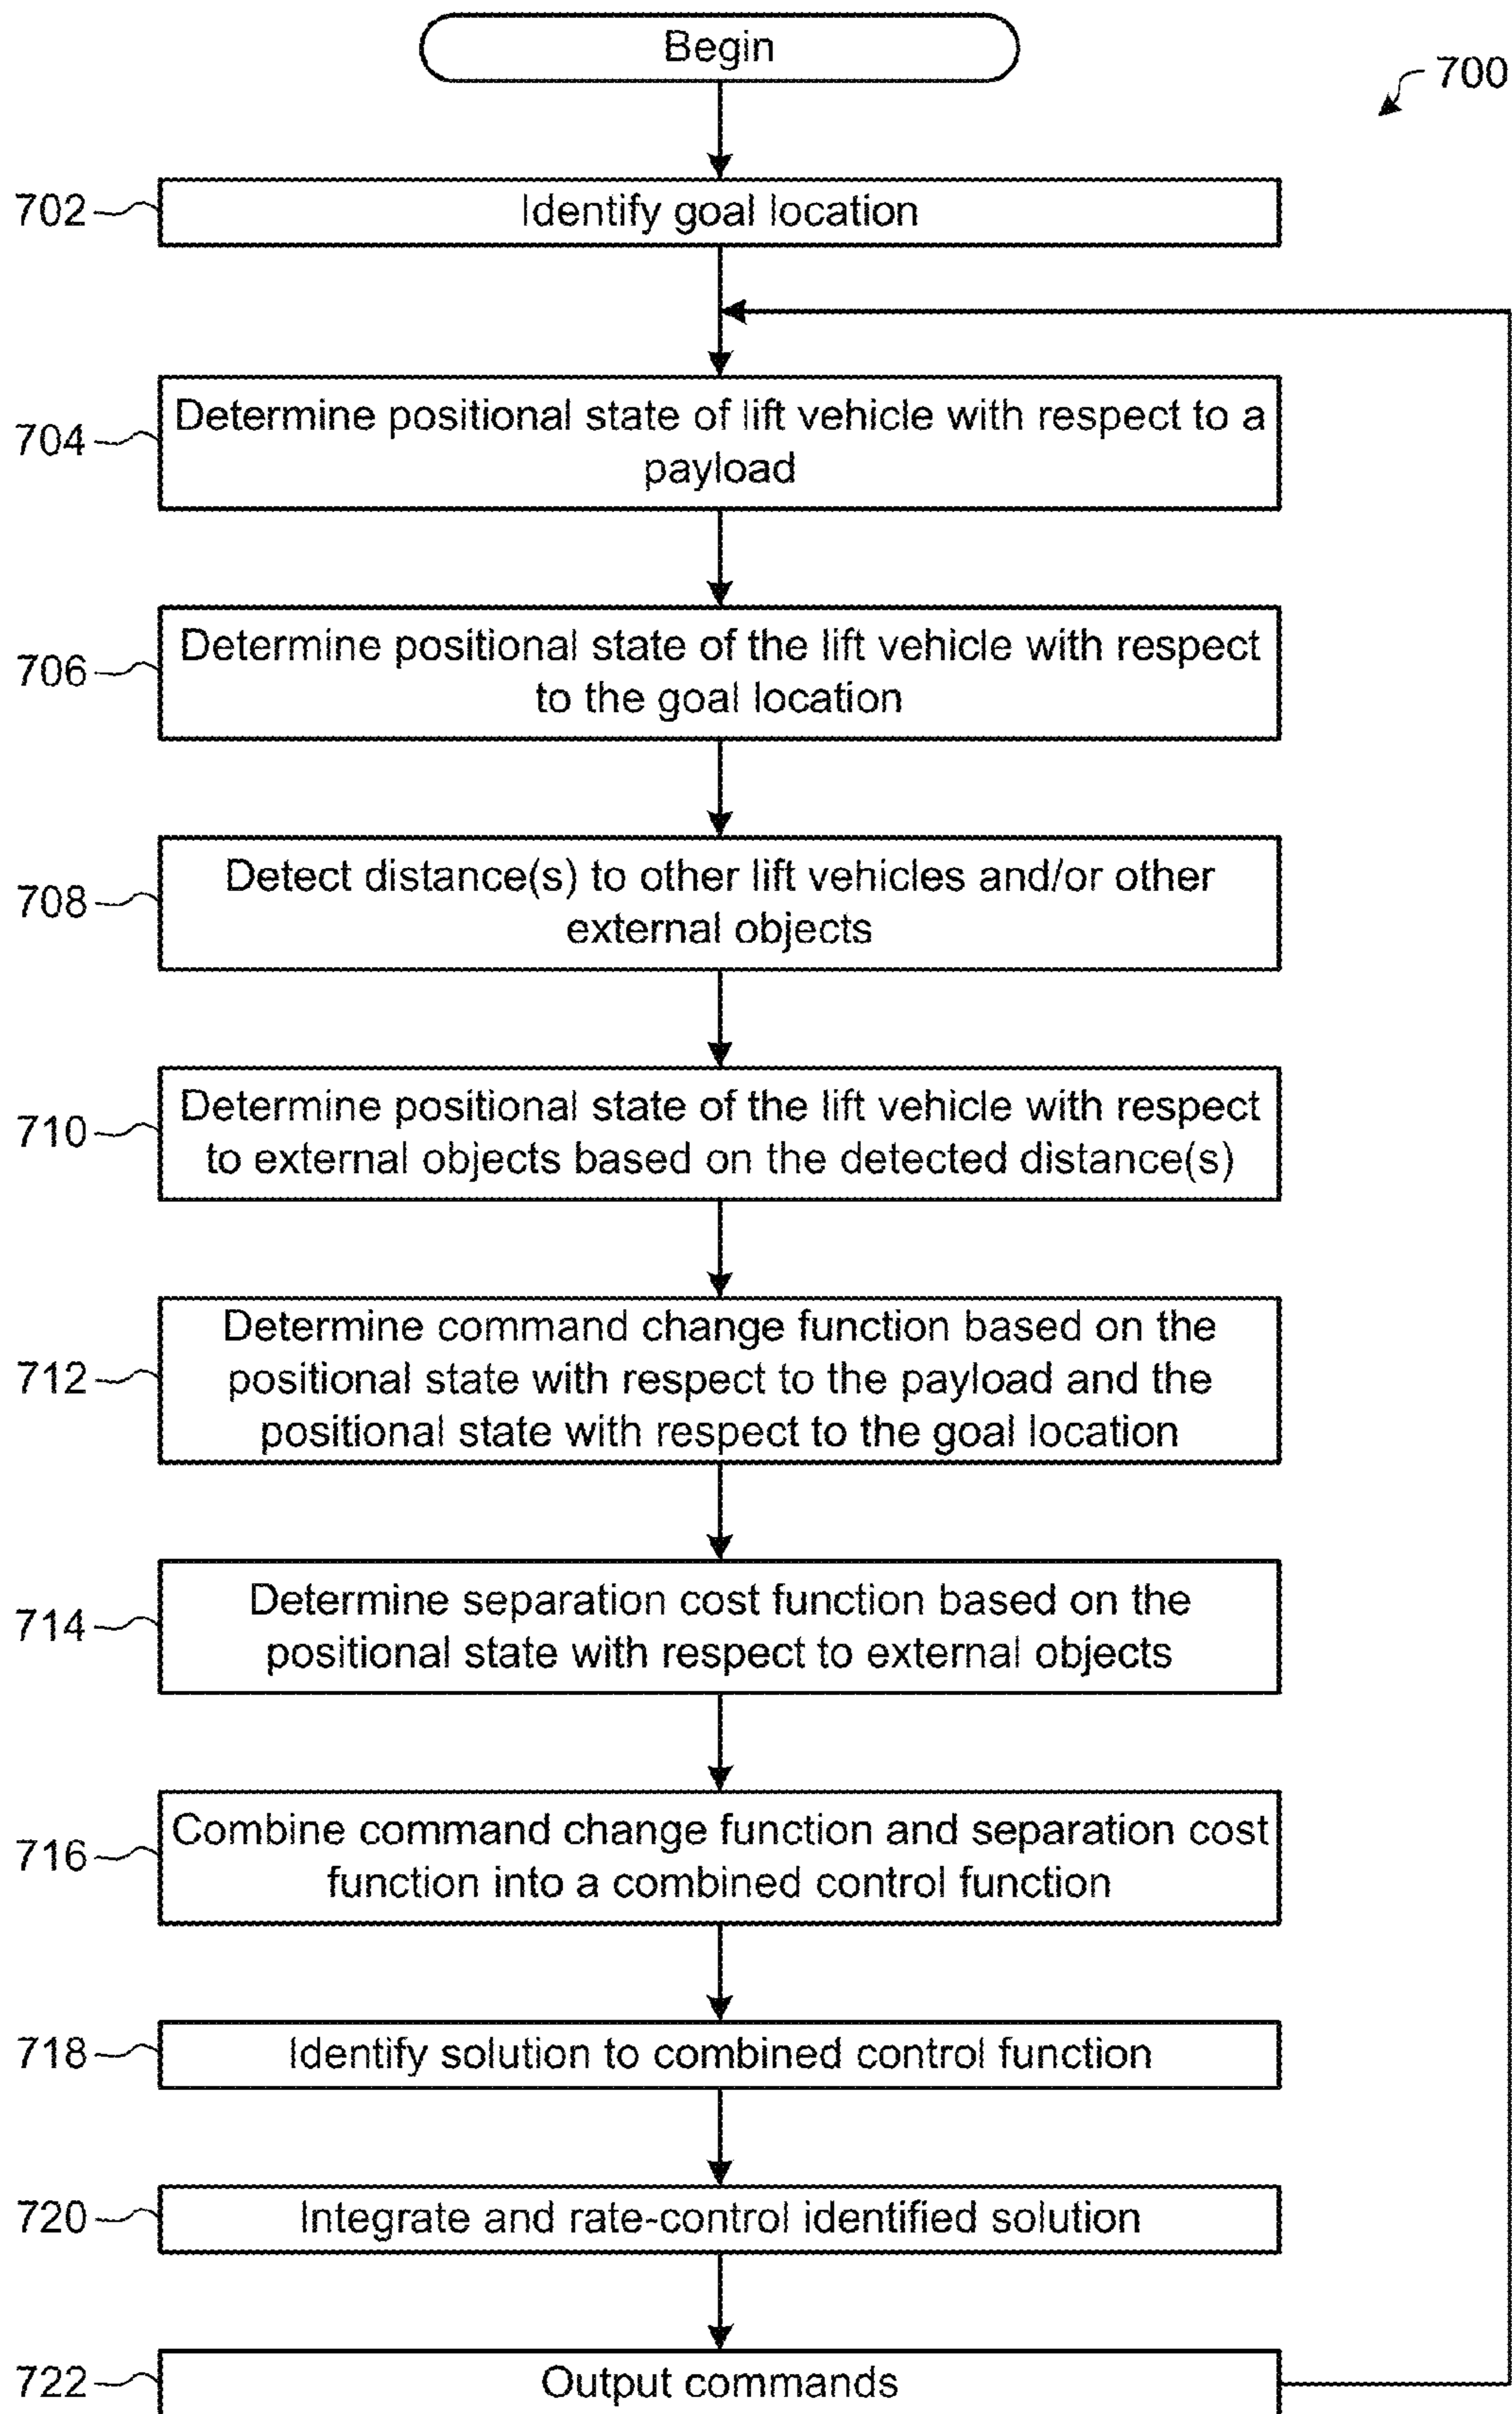 Begin
700
702
Identify goal location
704
Determine positional state of lift vehicle with respect to a
payload
706
Determine positional state of the lift vehicle with respect
to the goal location
708
Detect distance(s) to other lift vehicles and/or other
external objects
710
Determine positional state of the lift vehicle with respect
to external objects based on the detected distance(s)
712
Determine command change function based on the
positional state with respect to the payload and the
positional state with respect to the goal location
714
Determine separation cost function based on the
positional state with respect to external objects
716
Combine command change function and separation cost
function into a combined control function
718
Identify solution to combined control function
720
Integrate and rate-control identified solution
722
Output commands